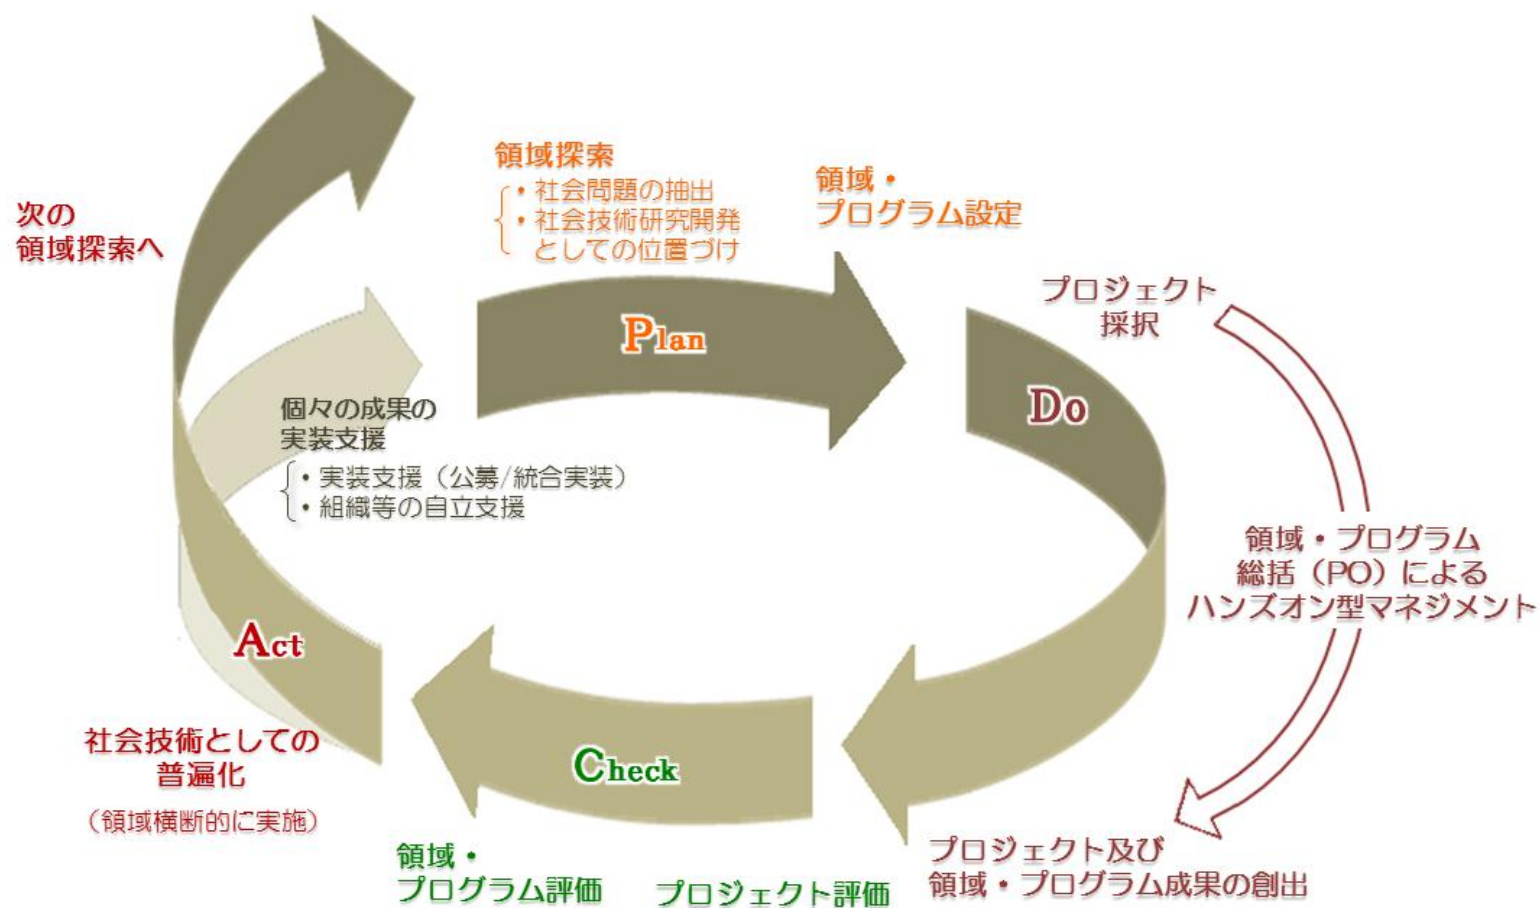 領域探索
・社会問題の抽出
・社会技術研究開発
としての位置づけ
領域・
プログラム設定
次の
領域探索へ
プロジェクト
採択
Plan
Do
個々の成果の
実装支援
・実装支援（公募/統合実装）
・組織等の自立支援
領域・プログラム
総括（PO）による
ハンズオン型マネジメント
Act
Check
社会技術としての
普遍化
（領域横断的に実施）
領域・
プログラム評価
プロジェクト評価
プロジェクト及び
領域・プログラム成果の創出